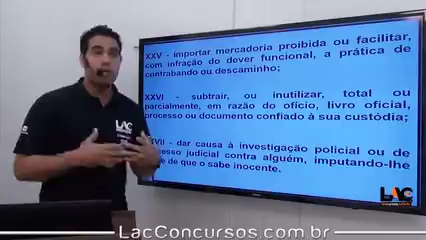 XXV - importar mercadoria proibida ou facilitar,
com infração do dever funcional, a prática de
contrabando ou descaminho;
XXVI - subtrair, ou inutilizar, total ou
parcialmente, em razão do ofício, livro oficial,
processo ou documento confiado à sua custódia;
VII - dar causa à investigação policial ou de
esso judicial contra alguém, imputando-lhe
e de que o sabe inocente.
LAC
LAC
LacConcursos.com.br